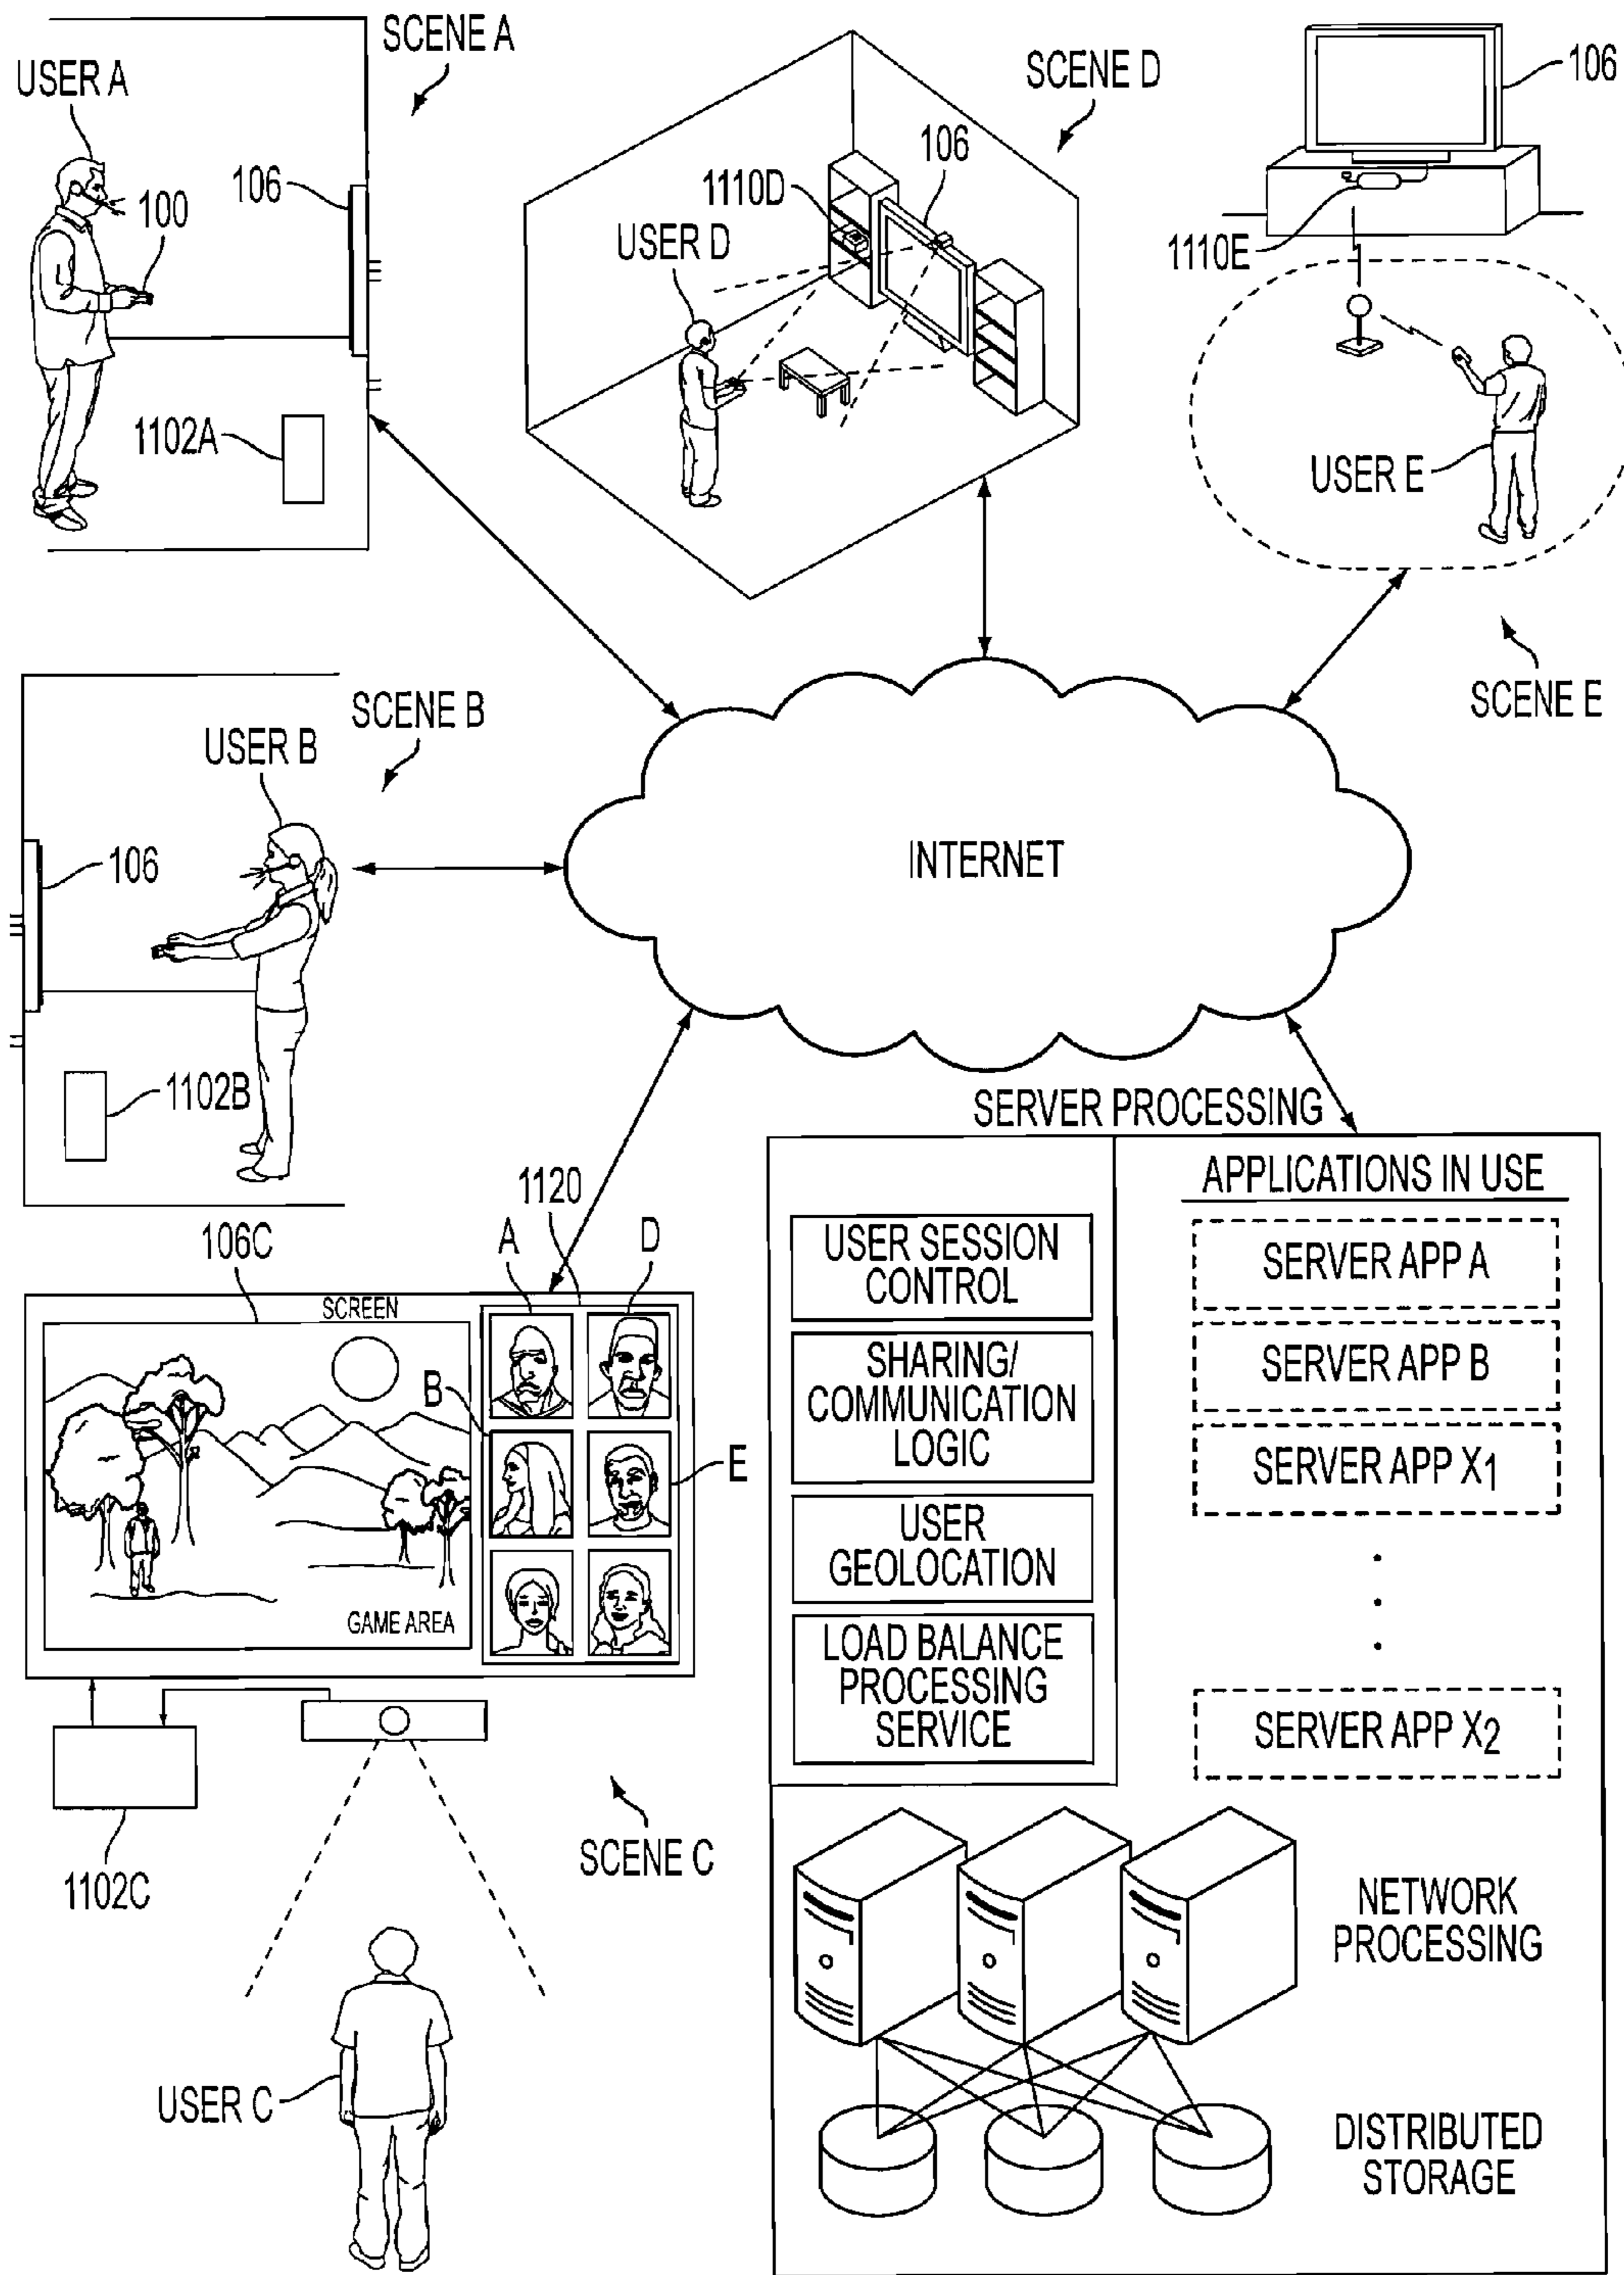 SCENE A
USER A
100
106
1102A
SCENE D
106
1110D
USER D
106
1110E
USER E
SCENE E
SCENE B
USER B
106
1102B
INTERNET
SERVER PROCESSING
1120
106C
A
D
B
E
SCREEN
GAME AREA
1102C
SCENE C
USER C
USER SESSION
CONTROL
SHARING/
COMMUNICATION
LOGIC
USER
GEOLOCATION
LOAD BALANCE
PROCESSING
SERVICE
APPLICATIONS IN USE
SERVER APP A
SERVER APP B
SERVER APP X1
SERVER APP X2
NETWORK
PROCESSING
DISTRIBUTED
STORAGE